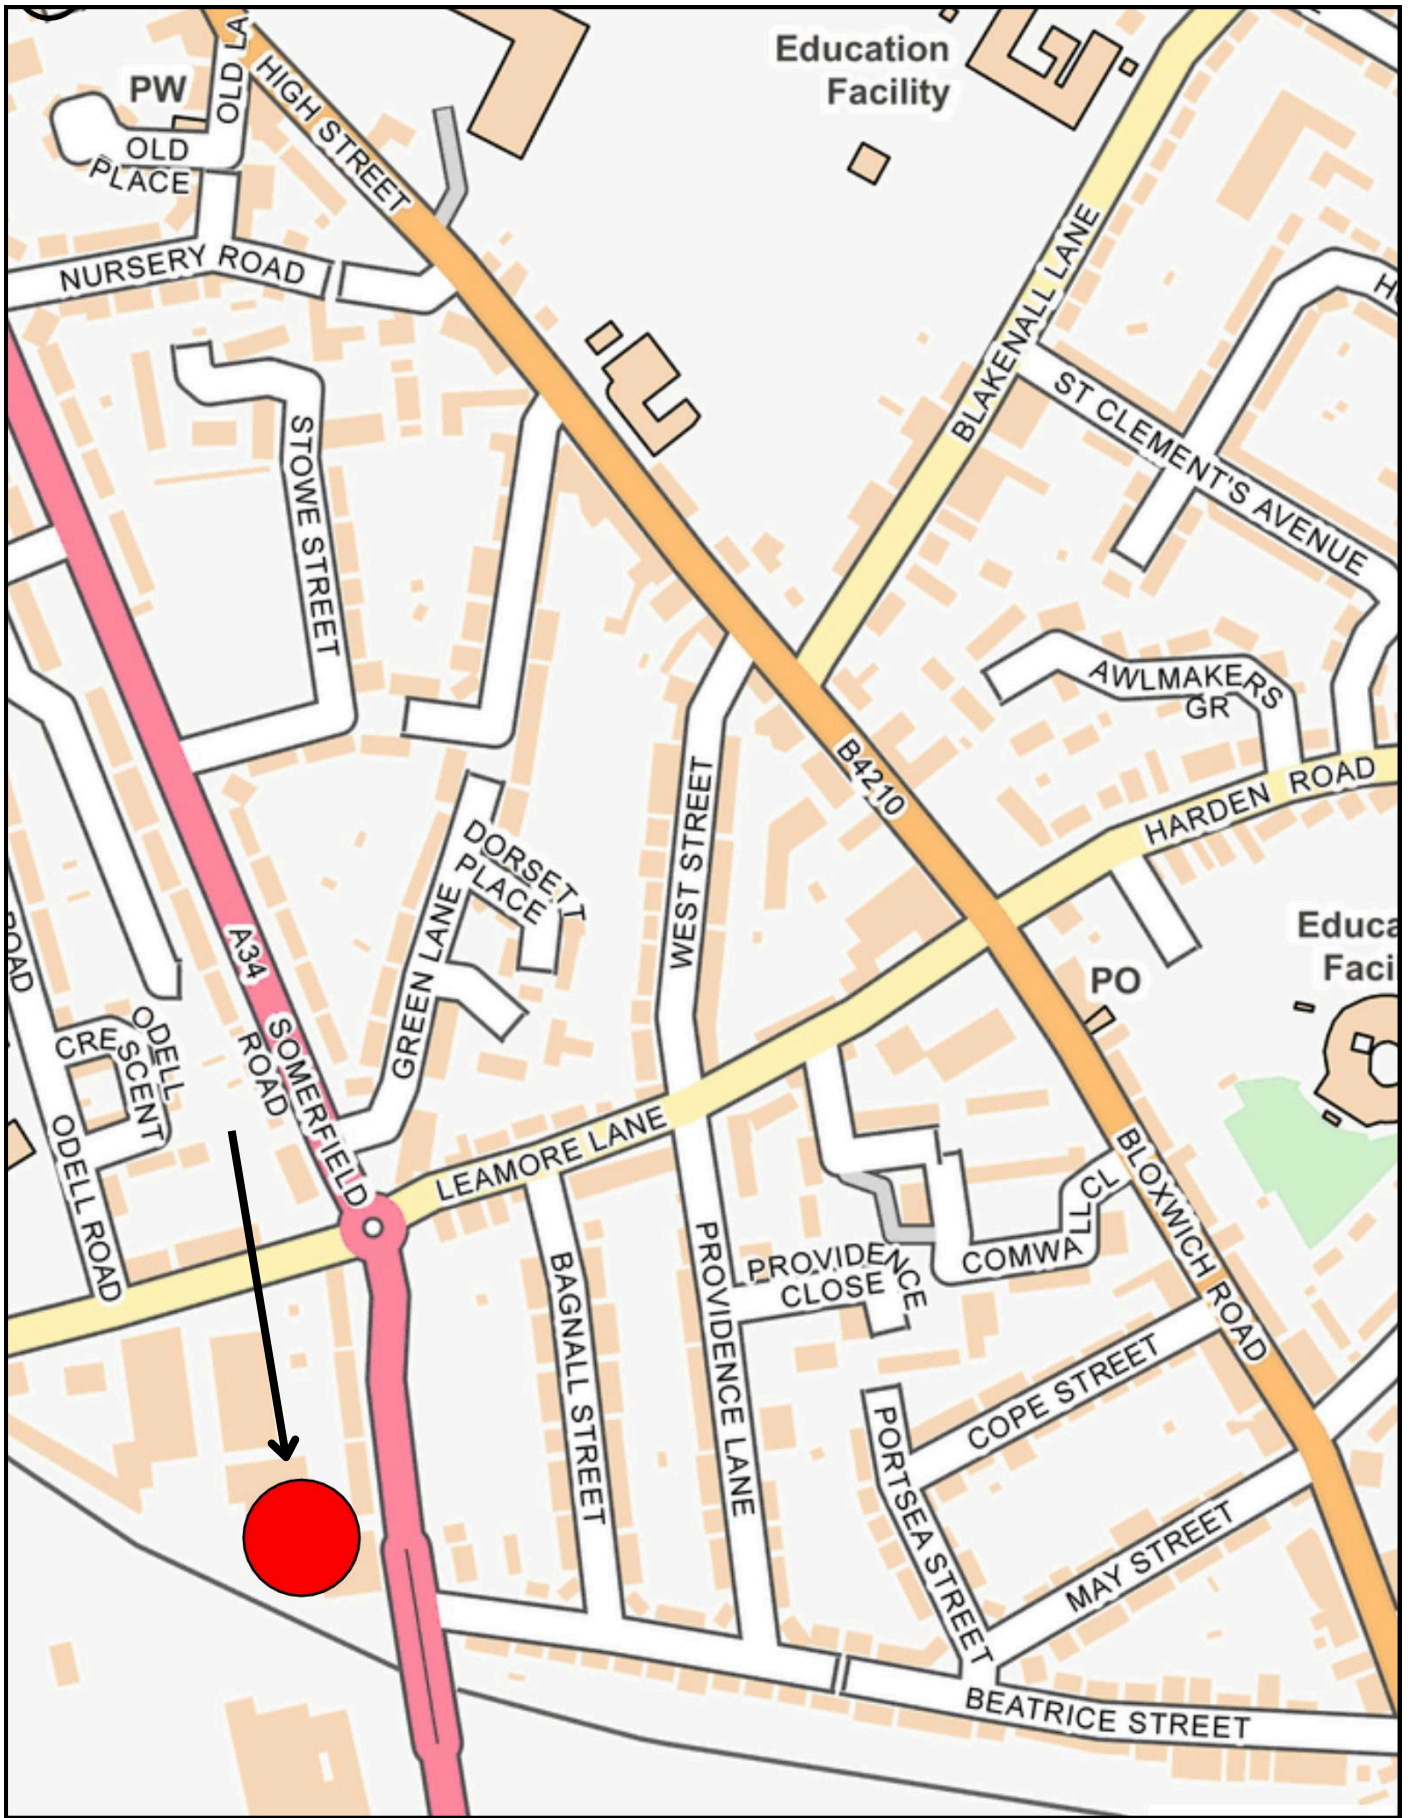 Education
Facility
PW
OLD LA
HIGH STREET
OLD
PLACE
NURSERY ROAD
BLAKENALL LANE
ST CLEMENT'S AVENUE
STOWE STREET
AWLMAKERS
GR
B4210
HARDEN ROAD
WEST STREET
DORSETT
PLACE
GREEN LANE
A34
SOMERFIELD
ROAD
ROAD
Educa
Faci
PO
ODELL
CRESCENT
ODELL ROAD
LEAMORE LANE
BLOXWICH ROAD
COMWALL CL
PROVIDENCE
CLOSE
PROVIDENCE LANE
BAGNALL STREET
COPE STREET
PORTSEA STREET
MAY STREET
BEATRICE STREET